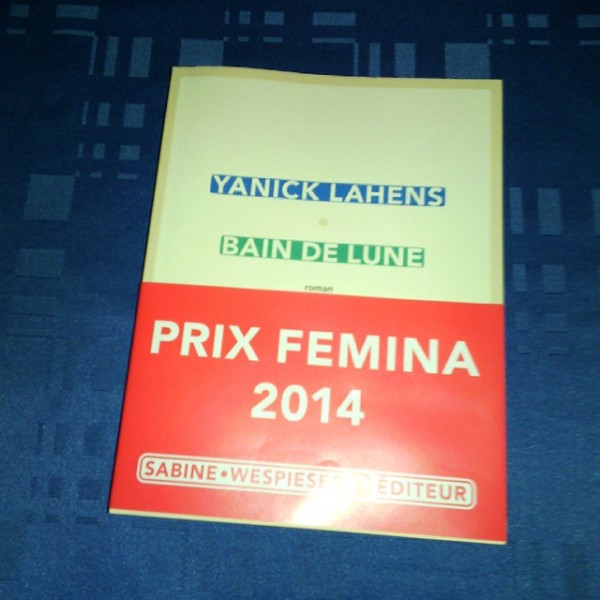 YANICK LAHENS
BAIN DE LUNE
roman
PRIX FEMINA
2014
SABINE • WESPIESER ÉDITEUR